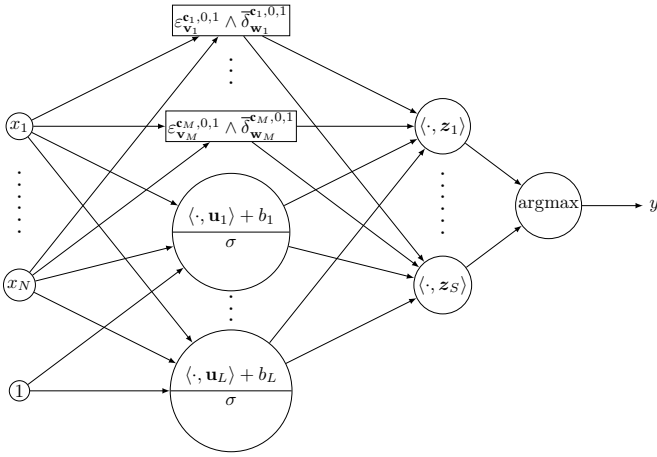 ε_{v_1}^{c_1,0,1} ∧ δ̅_{w_1}^{c_1,0,1}
x_1
ε_{v_M}^{c_M,0,1} ∧ δ̅_{w_M}^{c_M,0,1}
⟨·, z_1⟩
⟨·, u_1⟩ + b_1
σ
argmax
y
x_N
⟨·, z_S⟩
⟨·, u_L⟩ + b_L
σ
1